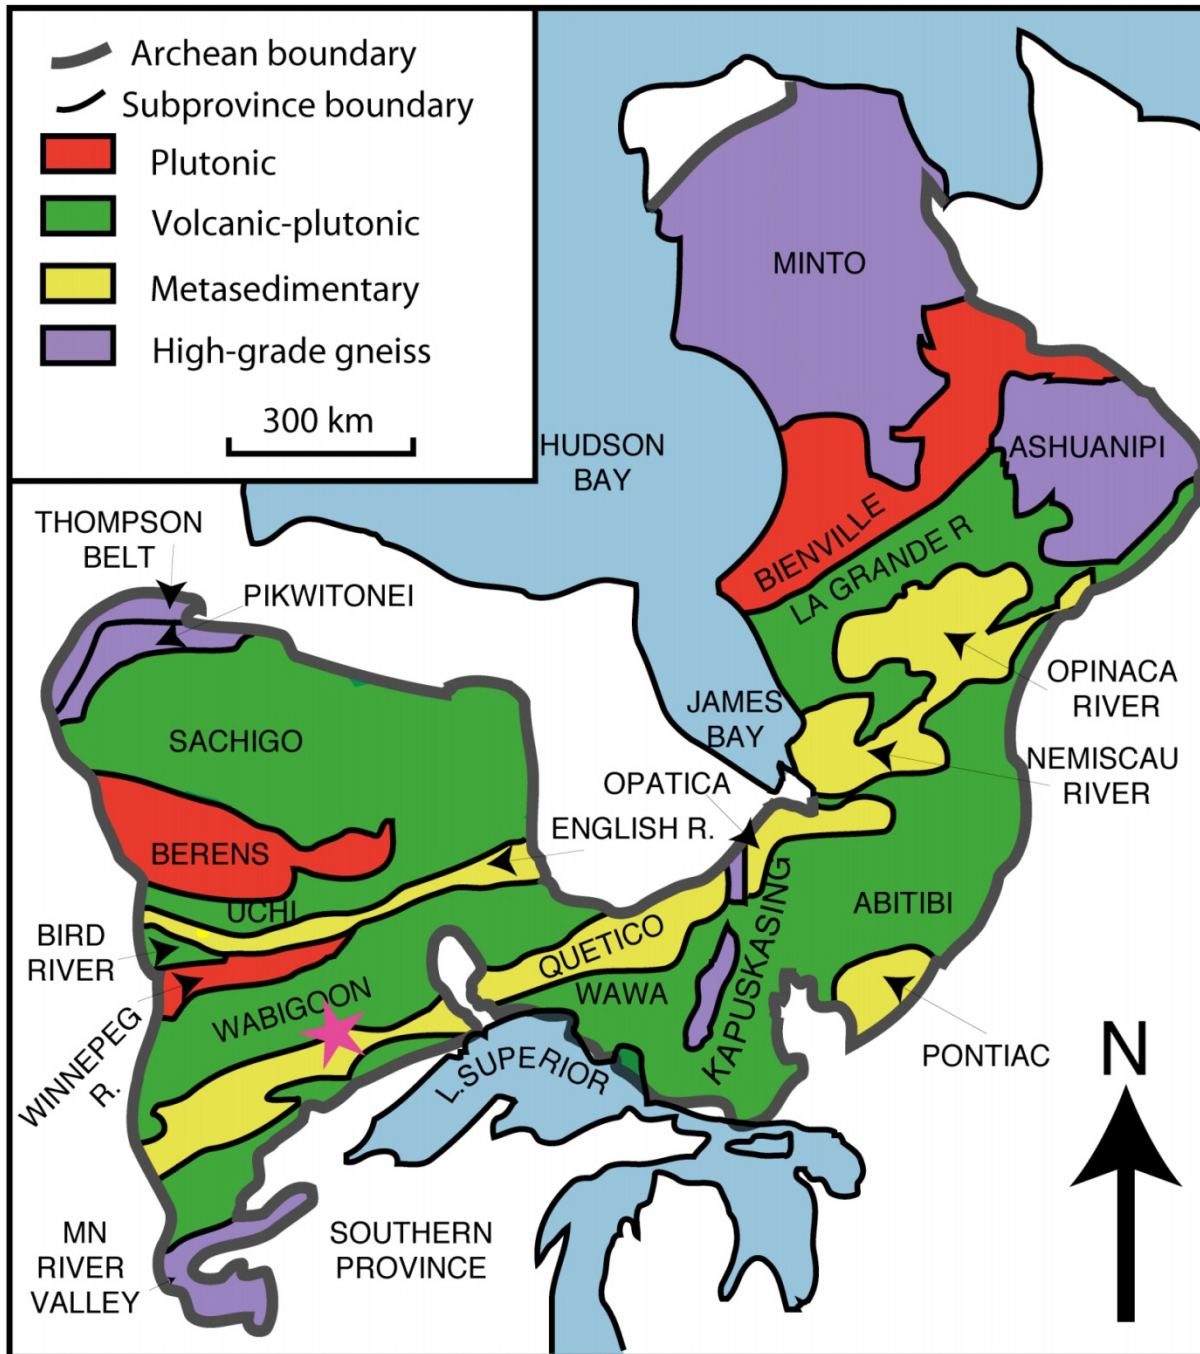 Archean boundary
Subprovince boundary
Plutonic
Volcanic-plutonic
Metasedimentary
High-grade gneiss
300 km
MINTO
HUDSON
BAY
ASHUANIPI
BIENVILLE
LA GRANDE R
THOMPSON
BELT
PIKWITONEI
OPINACA
RIVER
JAMES
BAY
SACHIGO
NEMISCAU
RIVER
OPATICA
ENGLISH R.
BERENS
UCHI
ABITIBI
BIRD
RIVER
QUETICO
KAPUSKASING
WAWA
WABIGOON
WINNEPEG
R.
L.SUPERIOR
PONTIAC
N
MN
RIVER
VALLEY
SOUTHERN
PROVINCE